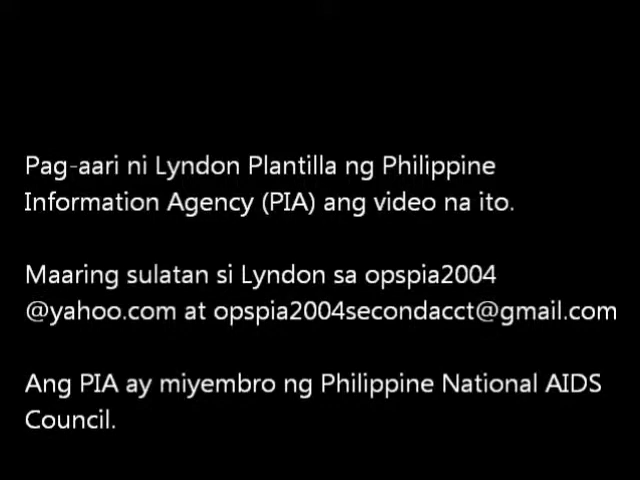 Pag-aari ni Lyndon Plantilla ng Philippine
Information Agency (PIA) ang video na ito.
Maaring sulatan si Lyndon sa opspia2004
@yahoo.com at opspia2004secondacct@gmail.com
Ang PIA ay miyembro ng Philippine National AIDS
Council.